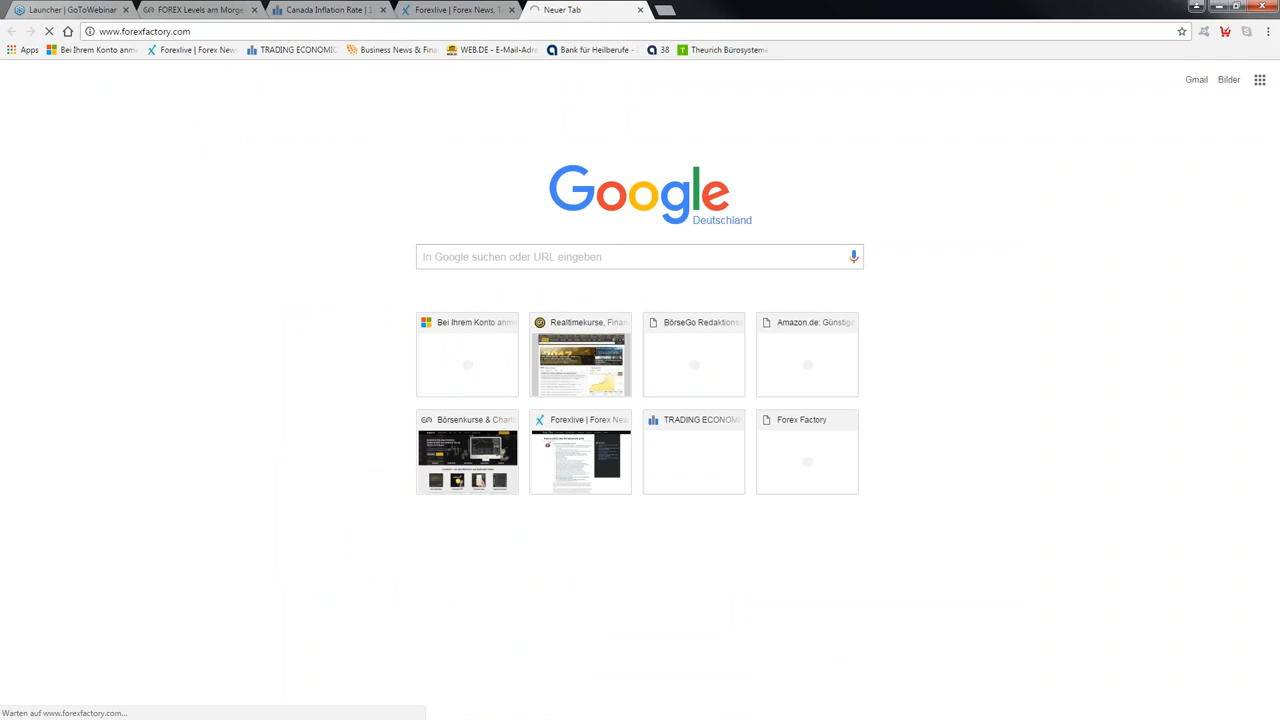 Launcher | GoToWebinar
FOREX Levels am Morge
Canada Inflation Rate | 1
Forexlive | Forex News, T
Neuer Tab
www.forexfactory.com
Apps
Bei Ihrem Konto anm
Forexlive | Forex New
TRADING ECONOMIC
Business News & Fina
WEB.DE - E-Mail-Adre
Bank für Heilberufe -
38
Theurich Bürosysteme
Gmail
Bilder
Google
Deutschland
In Google suchen oder URL eingeben
Bei Ihrem Konto anme
Realtimekurse, Finan
BörseGo Redaktions
Amazon.de: Günstige
Börsenkurse & Chart
Forexlive | Forex New
TRADING ECONOMI
Forex Factory
Warten auf www.forexfactory.com...